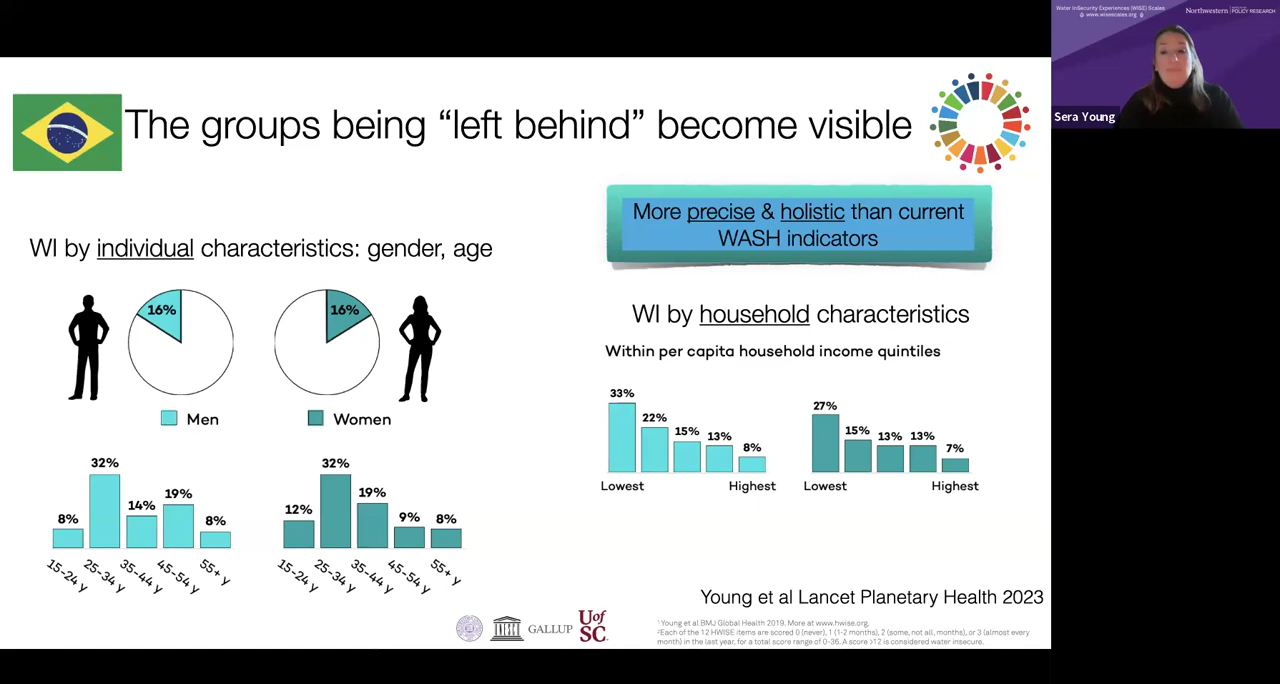 Water InSecurity Experiences (WISE) Scales
www.wisescales.org
Northwestern
POLICY RESEARCH
Sera Young
The groups being “left behind” become visible
More precise & holistic than current
WASH indicators
WI by individual characteristics: gender, age
16%
16%
Men
Women
8%
32%
14%
19%
8%
15-24 y
25-34 y
35-44 y
45-54 y
55+ y
12%
32%
19%
9%
8%
15-24 y
25-34 y
35-44 y
45-54 y
55+ y
WI by household characteristics
Within per capita household income quintiles
33%
22%
15%
13%
8%
Lowest
Highest
27%
15%
13%
13%
7%
Lowest
Highest
Young et al Lancet Planetary Health 2023
GALLUP
Uof
SC
1 Young et al BMJ Global Health 2019. More at www.hwise.org.
2 Each of the 12 HWISE items are scored 0 (never), 1 (1-2 months), 2 (some, not all, months), or 3 (almost every
month) in the last year, for a total score range of 0-36. A score >12 is considered water insecure.